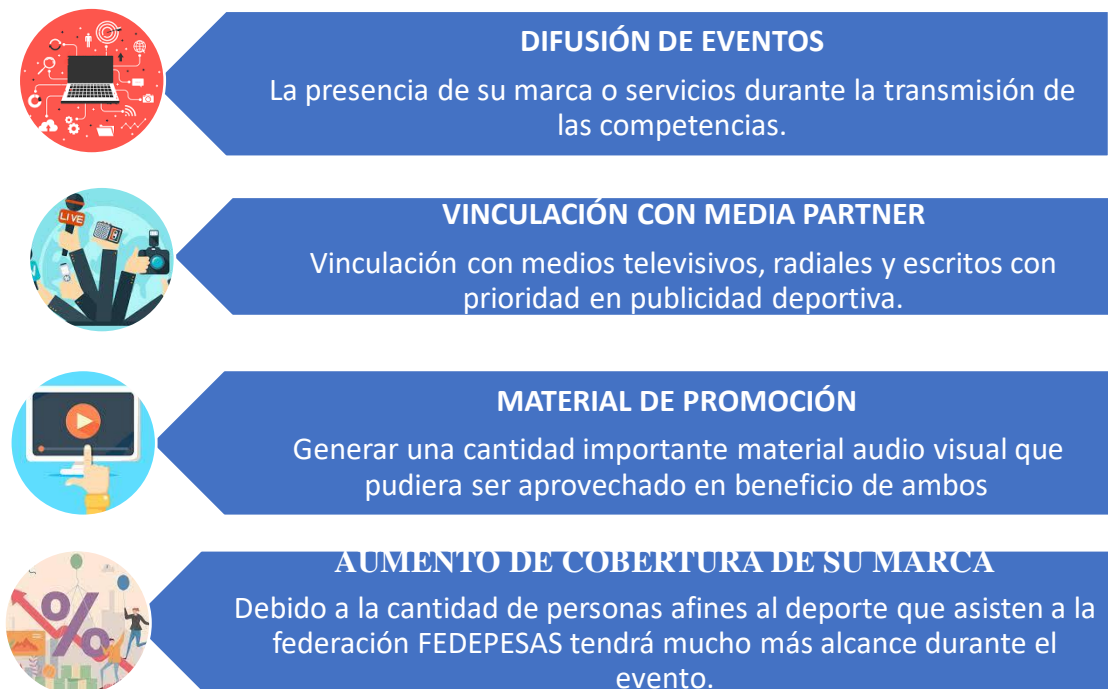 DIFUSIÓN DE EVENTOS
La presencia de su marca o servicios durante la transmisión de
las competencias.
LIVE
VINCULACIÓN CON MEDIA PARTNER
Vinculación con medios televisivos, radiales y escritos con
prioridad en publicidad deportiva.
MATERIAL DE PROMOCIÓN
Generar una cantidad importante material audio visual que
pudiera ser aprovechado en beneficio de ambos
%
AUMENTO DE COBERTURA DE SU MARCA
Debido a la cantidad de personas afines al deporte que asisten a la
federación FEDEPESAS tendrá mucho más alcance durante el
evento.